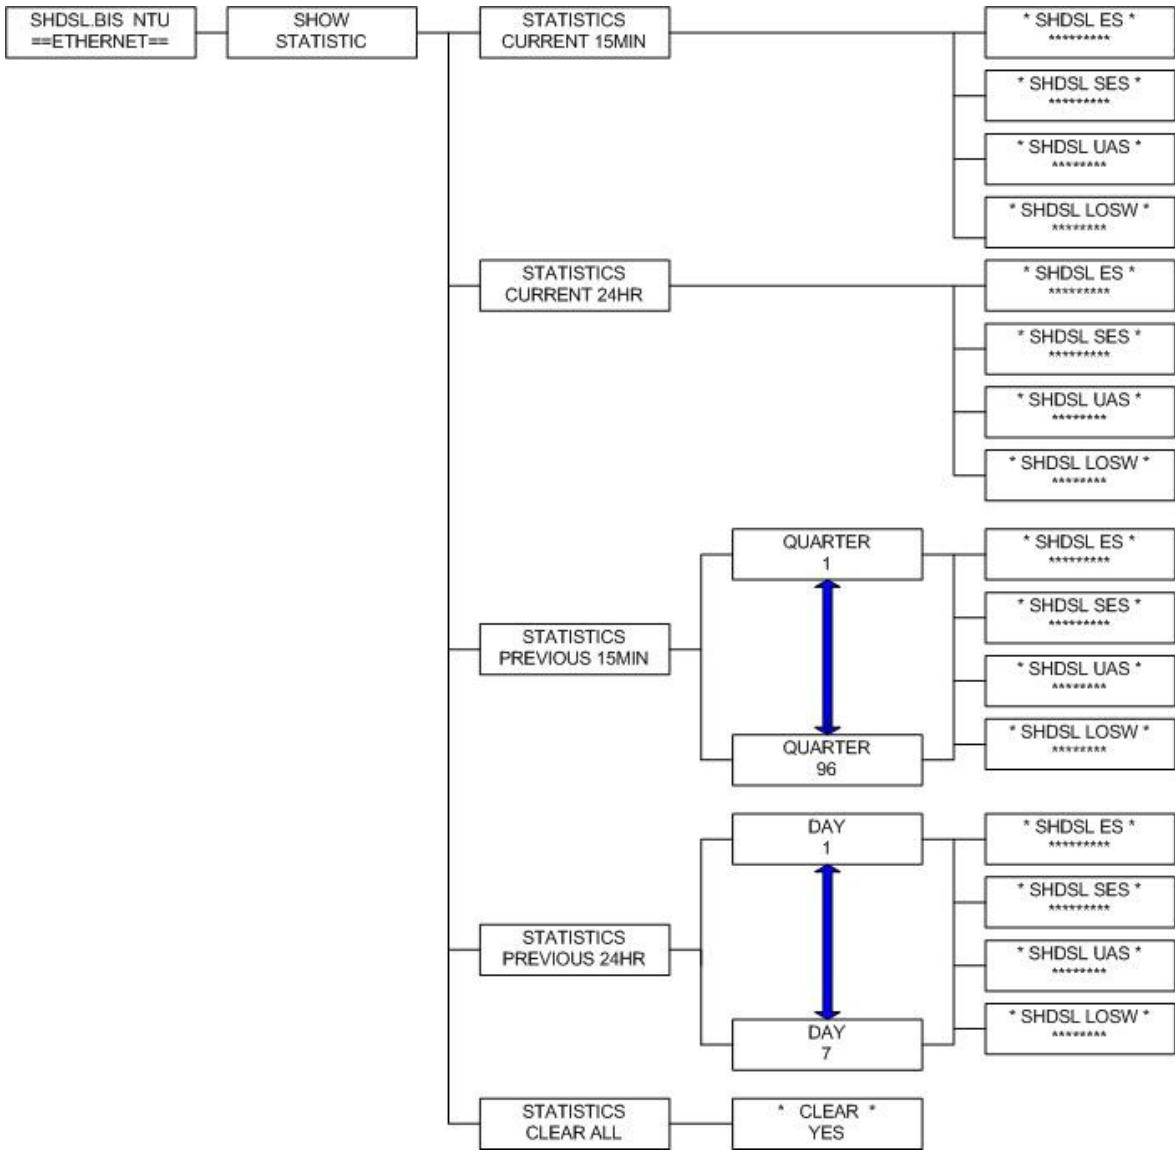 SHDSL.BIS NTU
==ETHERNET==
SHOW
STATISTIC
STATISTICS
CURRENT 15MIN
* SHDSL ES *
*********
* SHDSL SES *
*********
* SHDSL UAS *
********
* SHDSL LOSW *
********
STATISTICS
CURRENT 24HR
* SHDSL ES *
*********
* SHDSL SES *
*********
* SHDSL UAS *
********
* SHDSL LOSW *
********
STATISTICS
PREVIOUS 15MIN
QUARTER
1
QUARTER
96
* SHDSL ES *
*********
* SHDSL SES *
*********
* SHDSL UAS *
********
* SHDSL LOSW *
********
STATISTICS
PREVIOUS 24HR
DAY
1
DAY
7
* SHDSL ES *
*********
* SHDSL SES *
*********
* SHDSL UAS *
********
* SHDSL LOSW *
********
STATISTICS
CLEAR ALL
* CLEAR *
YES